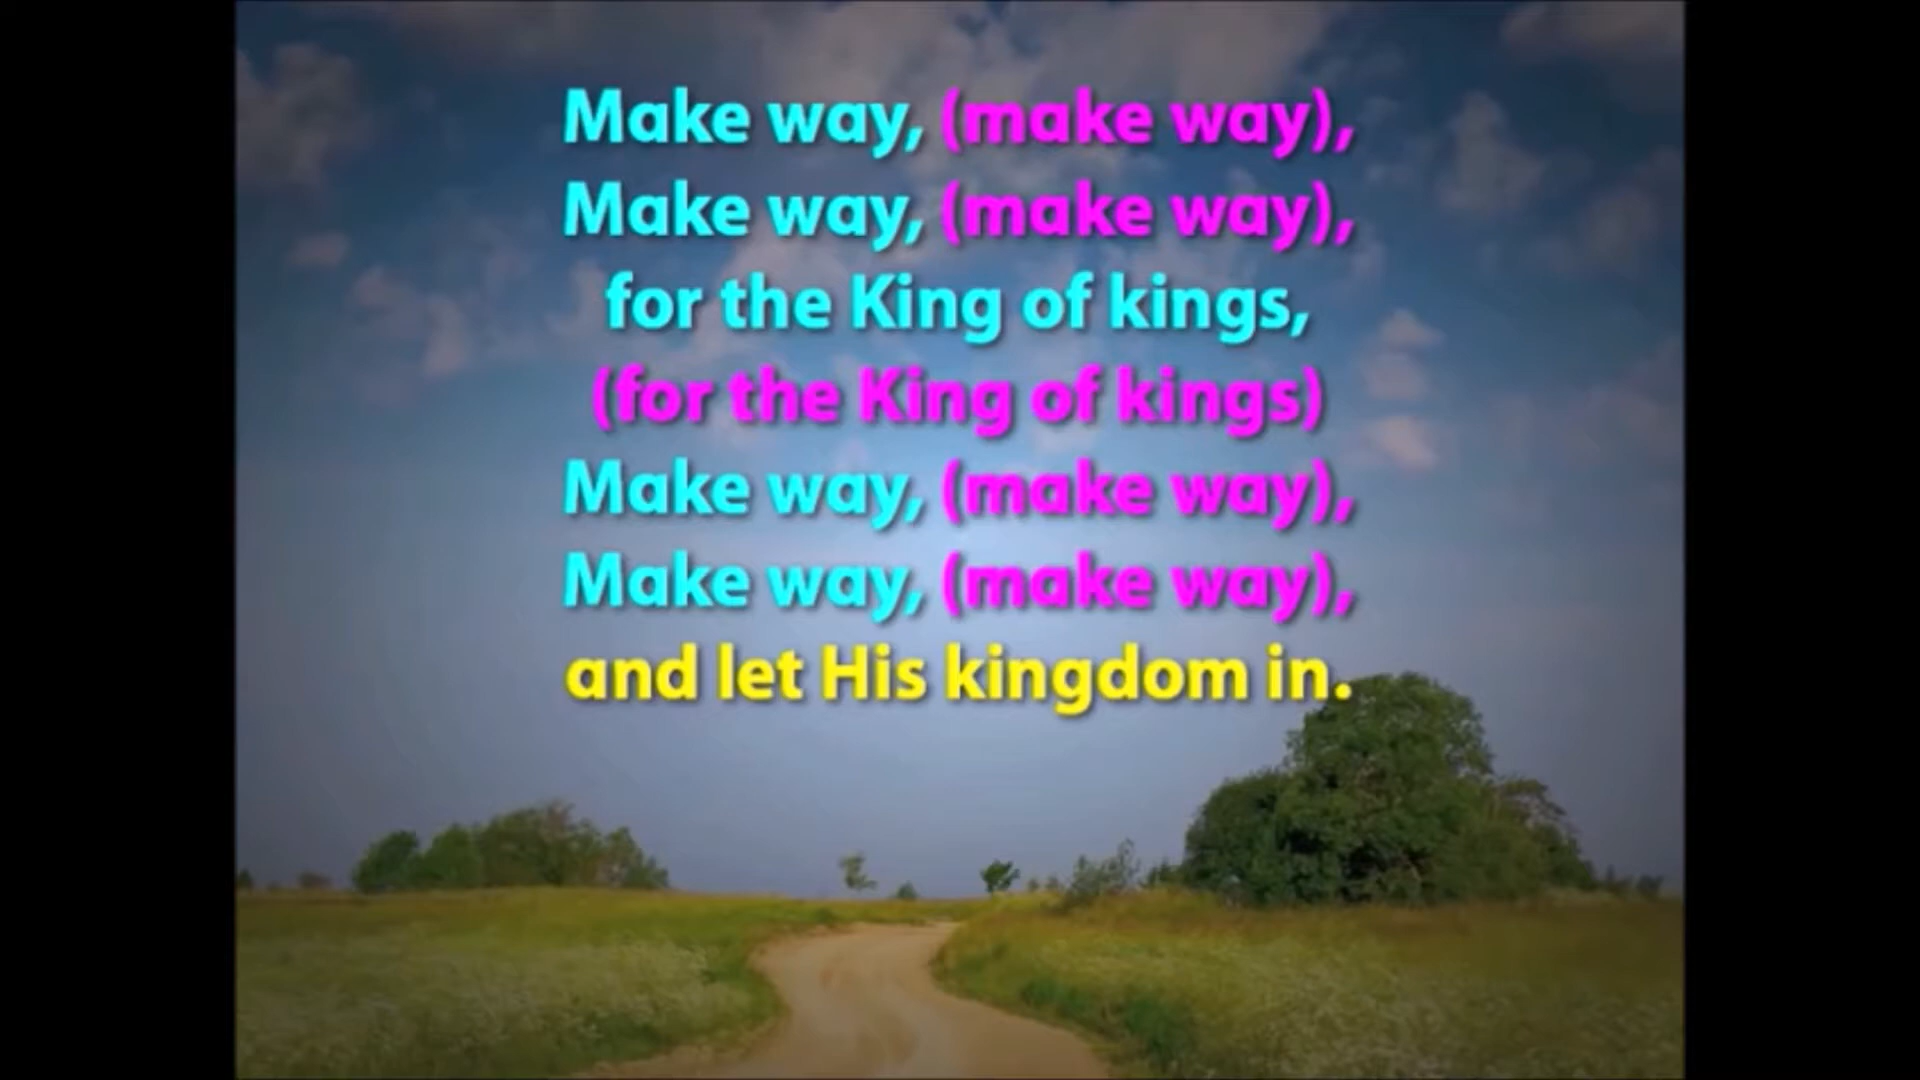 Make way, (make way),
Make way, (make way),
for the King of kings,
(for the King of kings)
Make way, (make way),
Make way, (make way),
and let His kingdom in.